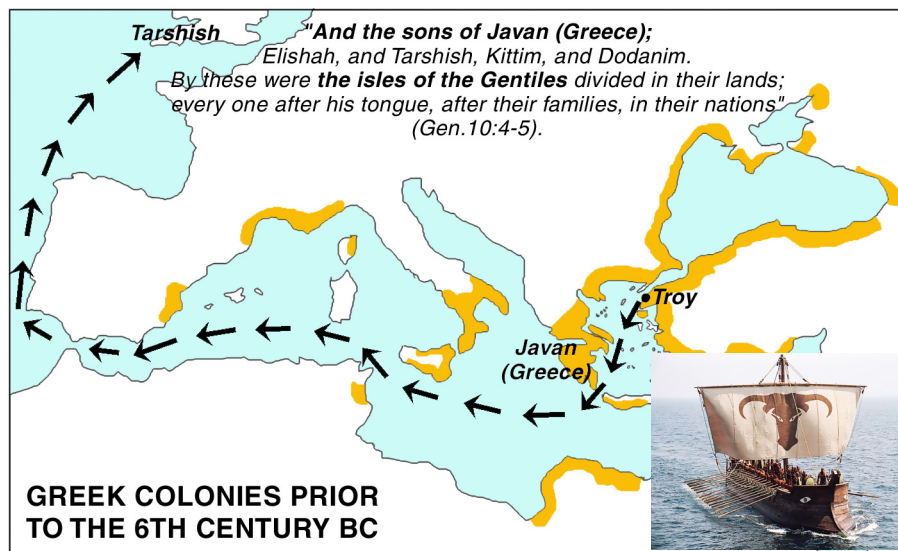 Tarshish
"And the sons of Javan (Greece);
Elishah, and Tarshish, Kittim, and Dodanim.
By these were the isles of the Gentiles divided in their lands;
every one after his tongue, after their families, in their nations"
(Gen.10:4-5).
Troy
Javan
(Greece)
GREEK COLONIES PRIOR
TO THE 6TH CENTURY BC